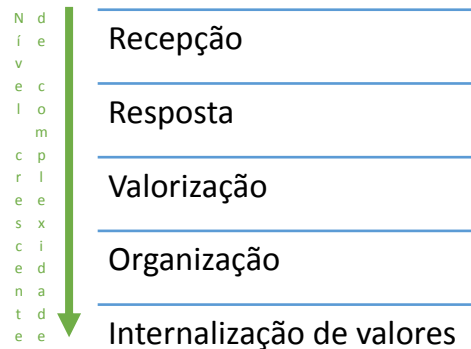 Nível crescente
de complexidade
Recepção
Resposta
Valorização
Organização
Internalização de valores